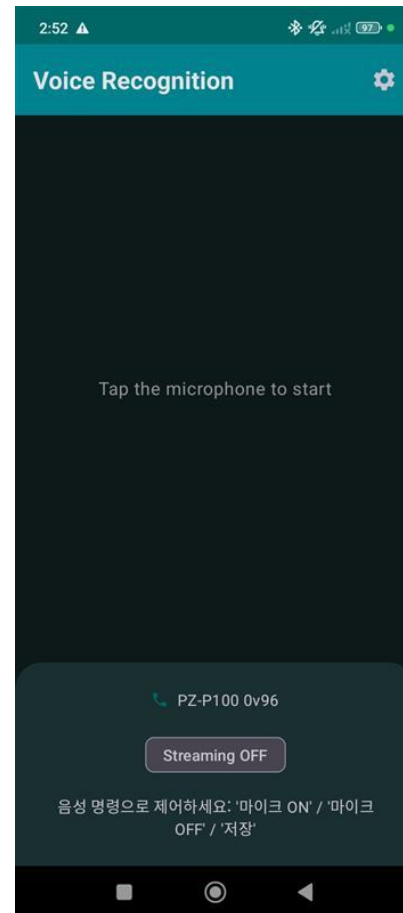 2:52
97
Voice Recognition
Tap the microphone to start
PZ-P100 0v96
Streaming OFF
음성 명령으로 제어하세요: '마이크 ON' / '마이크
OFF' / '저장'